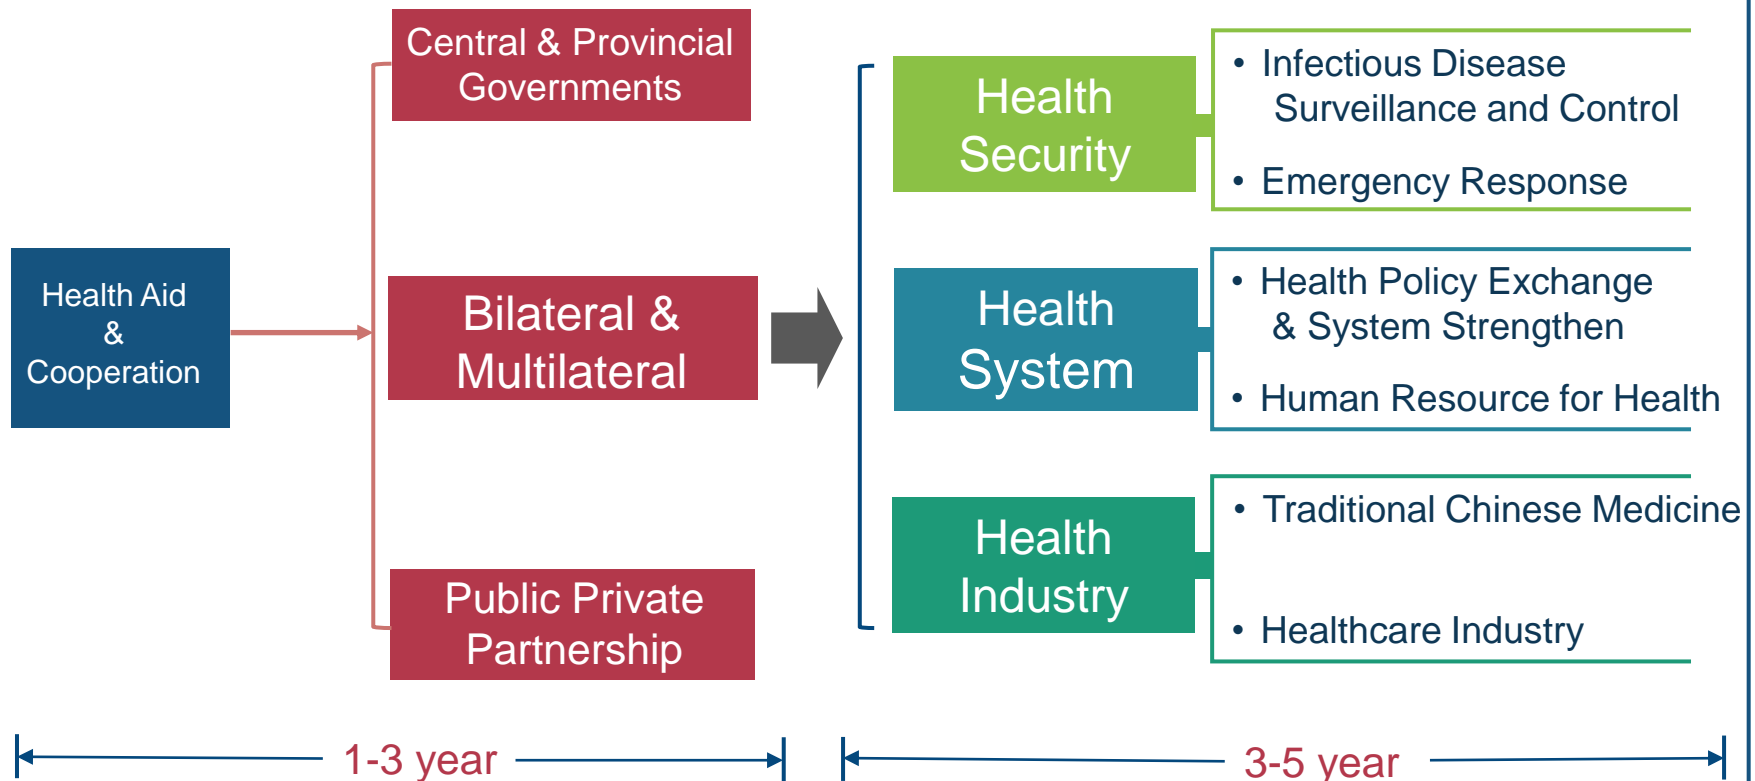 Health Aid
&
Cooperation
Central & Provincial
Governments
Bilateral &
Multilateral
Public Private
Partnership
Health
Security
• Infectious Disease
Surveillance and Control
• Emergency Response
Health
System
• Health Policy Exchange
& System Strengthen
• Human Resource for Health
Health
Industry
• Traditional Chinese Medicine
• Healthcare Industry
1-3 year
3-5 year